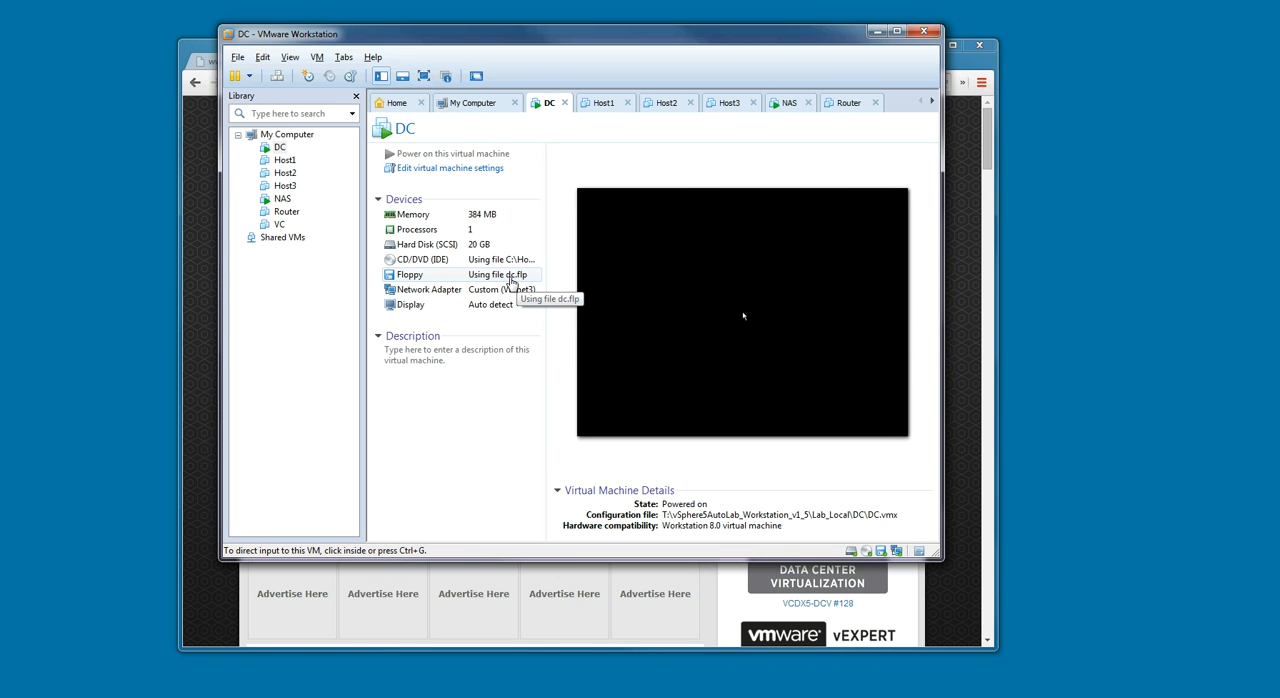 DC - VMware Workstation
File Edit View VM Tabs Help
Library
Type here to search
My Computer
DC
Host1
Host2
Host3
NAS
Router
VC
Shared VMs
Home My Computer DC Host1 Host2 Host3 NAS Router
DC
Power on this virtual machine
Edit virtual machine settings
Devices
Memory 384 MB
Processors 1
Hard Disk (SCSI) 20 GB
CD/DVD (IDE) Using file C:\Ho...
Floppy Using file dc.flp
Network Adapter Custom
Using file dc.flp
Display Auto detect
Description
Type here to enter a description of this
virtual machine.
Virtual Machine Details
State: Powered on
Configuration file: T:\vSphere5AutoLab_Workstation_v1_5\Lab_Local\DC\DC.vmx
Hardware compatibility: Workstation 8.0 virtual machine
To direct input to this VM, click inside or press Ctrl+G.
Advertise Here Advertise Here Advertise Here Advertise Here Advertise Here
DATA CENTER
VIRTUALIZATION
VCDX5-DCV #128
vmware vEXPERT